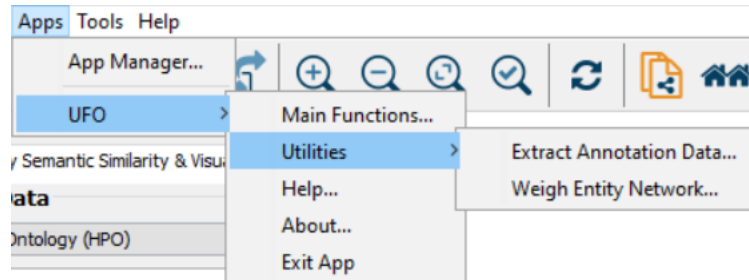 Apps Tools Help
App Manager...
UFO
Main Functions...
Utilities
Extract Annotation Data...
Weigh Entity Network...
Help...
About...
Exit App
y Semantic Similarity & Visua
ata
Ontology (HPO)